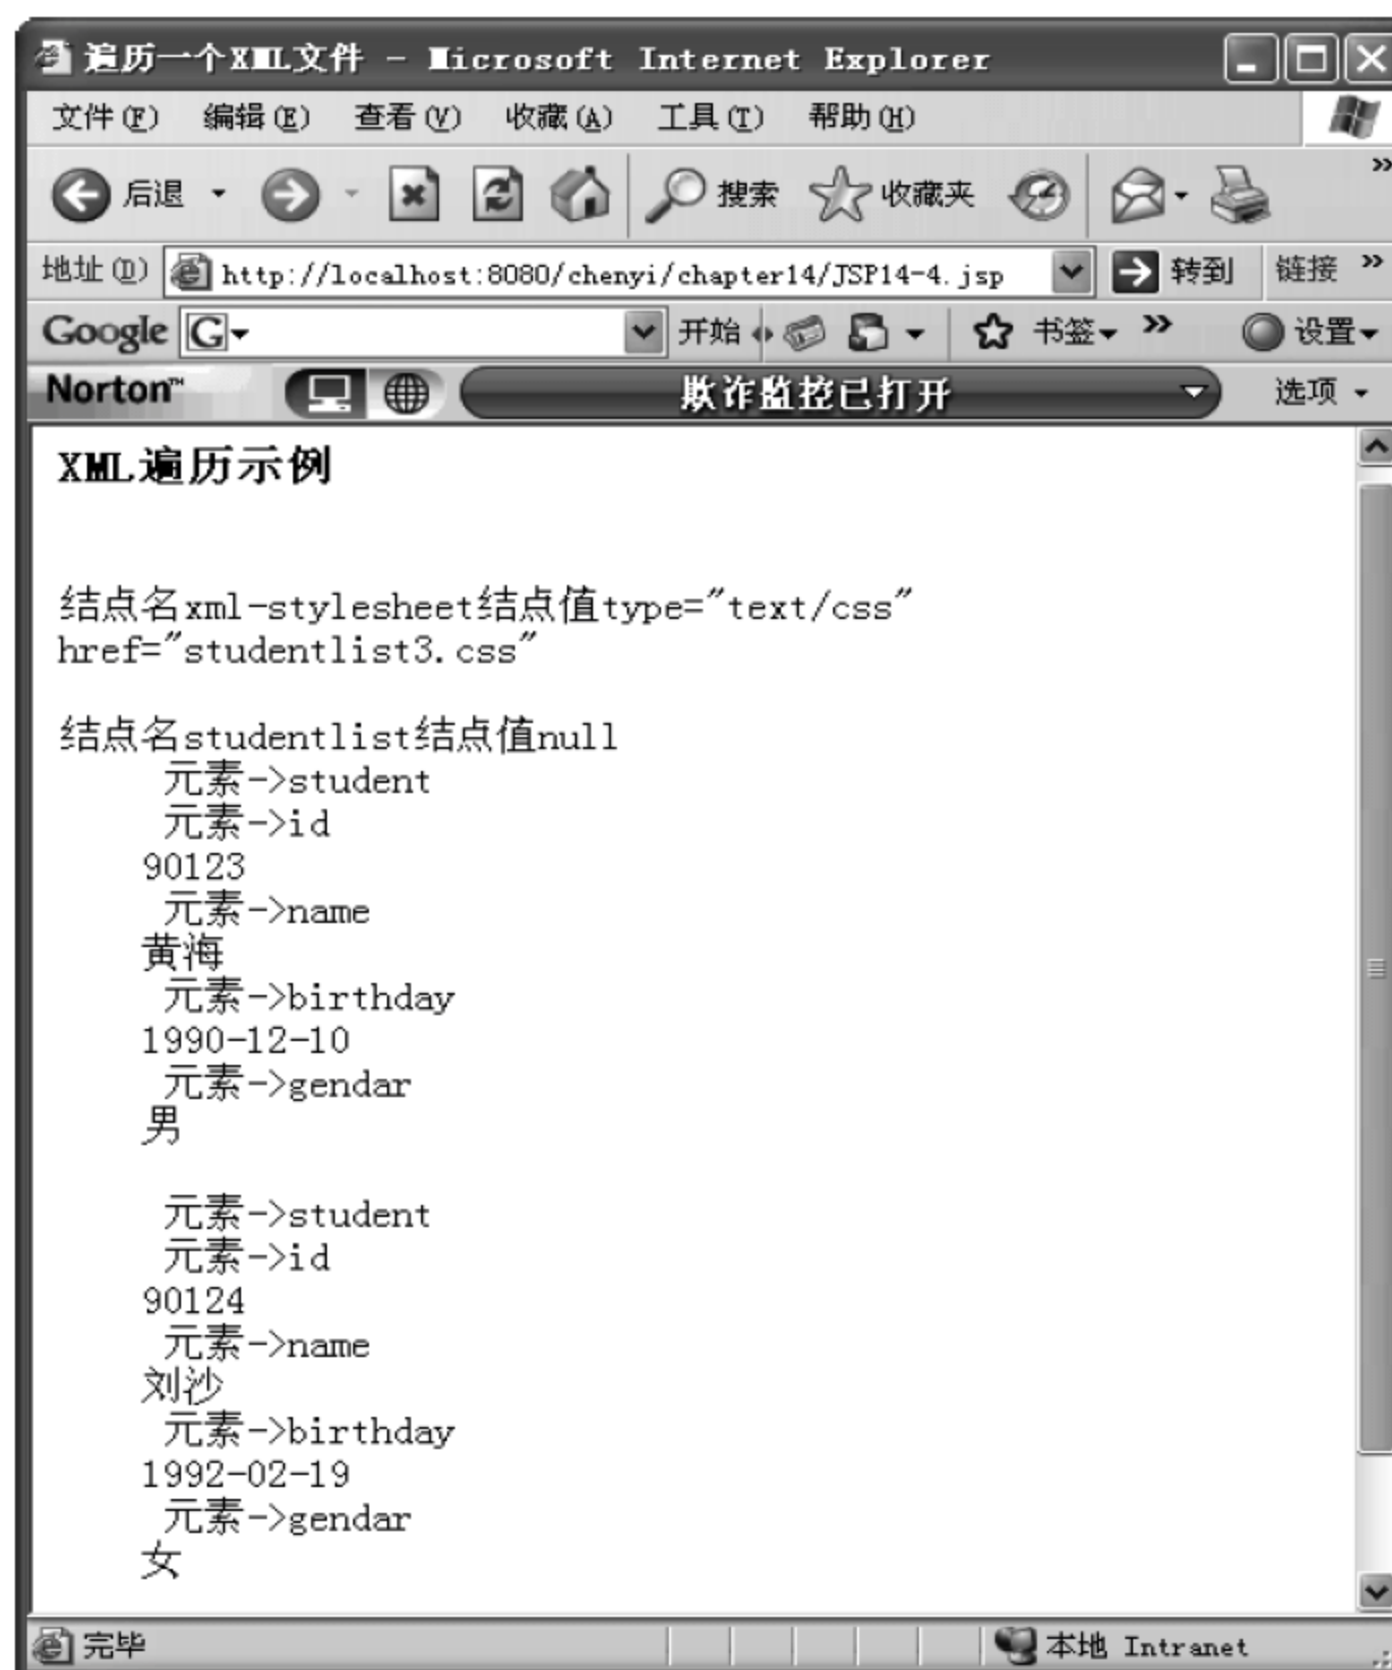 遍历一个XML文件 - Microsoft Internet Explorer
文件(F) 编辑(E) 查看(V) 收藏(A) 工具(T) 帮助(H)
后退 搜索 收藏夹 »
地址(D) http://localhost:8080/chenyi/chapter14/JSP14-4.jsp 转到 链接 »
Google G 开始 书签 » 设置
Norton™ 欺诈监控已打开 选项
XML遍历示例
结点名xml-stylesheet结点值type="text/css"
href="studentlist3.css"
结点名studentlist结点值null
元素->student
元素->id
90123
元素->name
黄海
元素->birthday
1990-12-10
元素->gendar
男
元素->student
元素->id
90124
元素->name
刘沙
元素->birthday
1992-02-19
元素->gendar
女
完毕 本地 Intranet